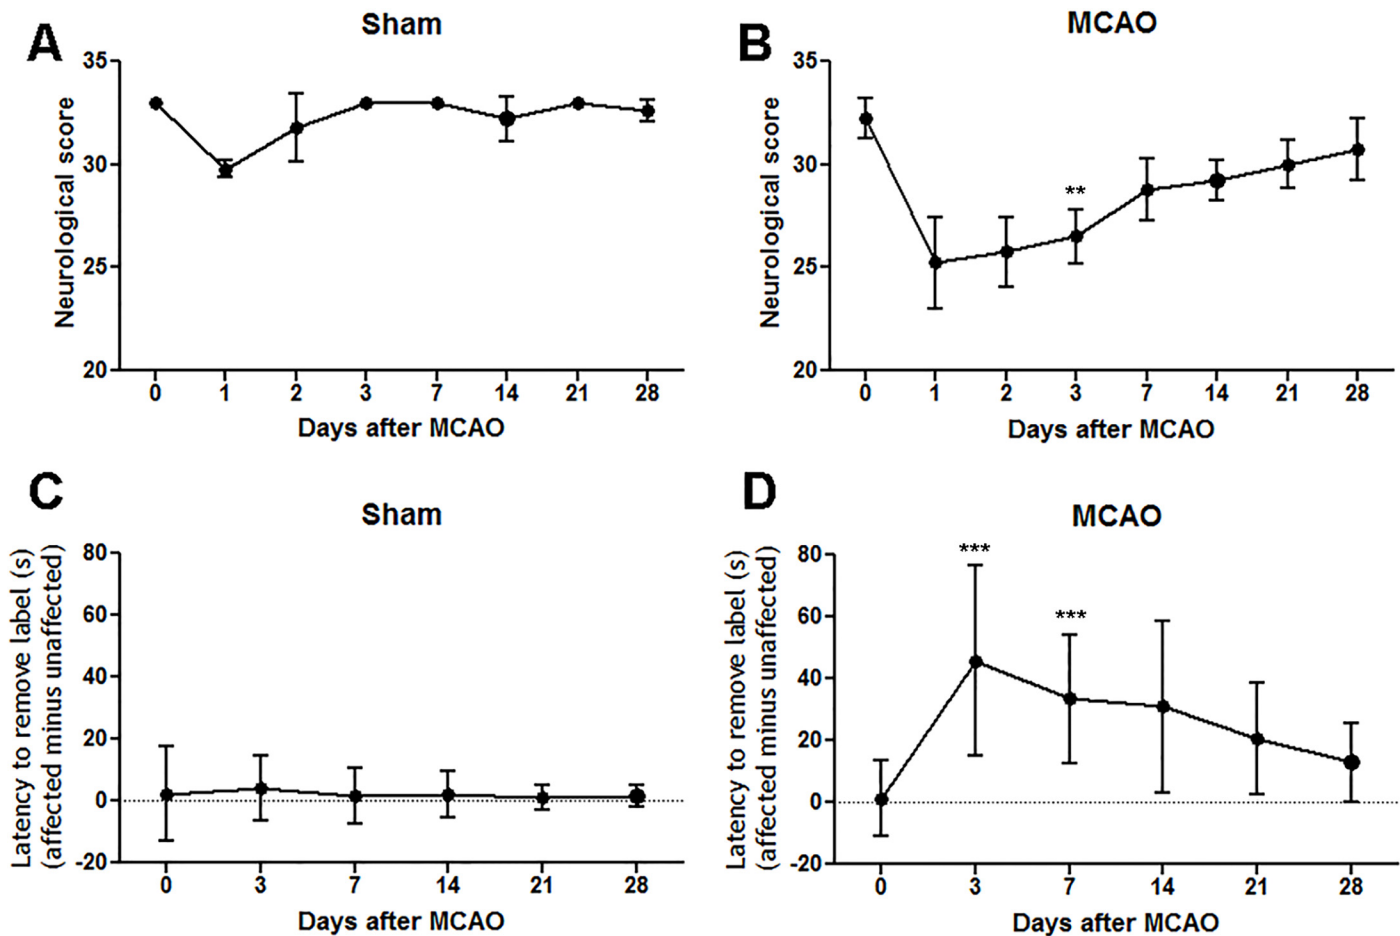 A
Sham
Neurological score
35
30
25
20
0 1 2 3 7 14 21 28
Days after MCAO
B
MCAO
Neurological score
35
30
25
20
**
0 1 2 3 7 14 21 28
Days after MCAO
C
Sham
Latency to remove label (s)
(affected minus unaffected)
80
60
40
20
0
-20
0 3 7 14 21 28
Days after MCAO
D
MCAO
Latency to remove label (s)
(affected minus unaffected)
80
60
40
20
0
-20
***
***
0 3 7 14 21 28
Days after MCAO